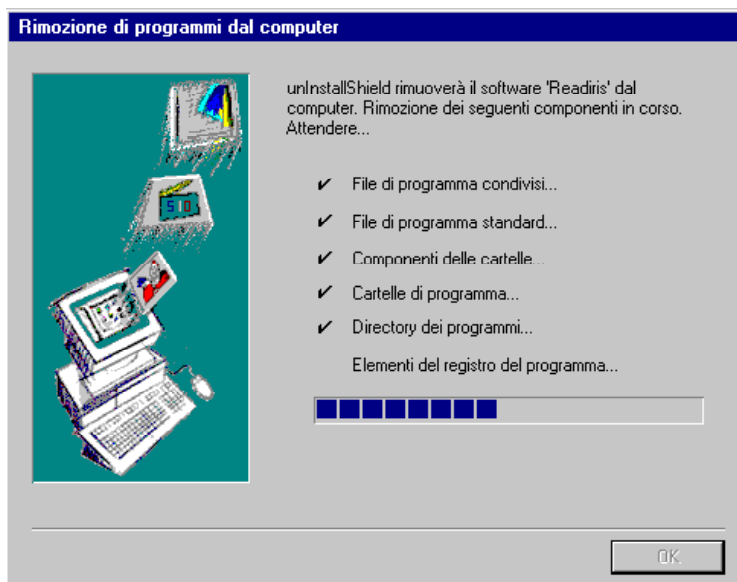 Rimozione di programmi dal computer
unInstallShield rimuoverà il software 'Readiris' dal
computer. Rimozione dei seguenti componenti in corso.
Attendere...
✔ File di programma condivisi...
✔ File di programma standard...
✔ Componenti delle cartelle...
✔ Cartelle di programma...
✔ Directory dei programmi...
Elementi del registro del programma...
OK